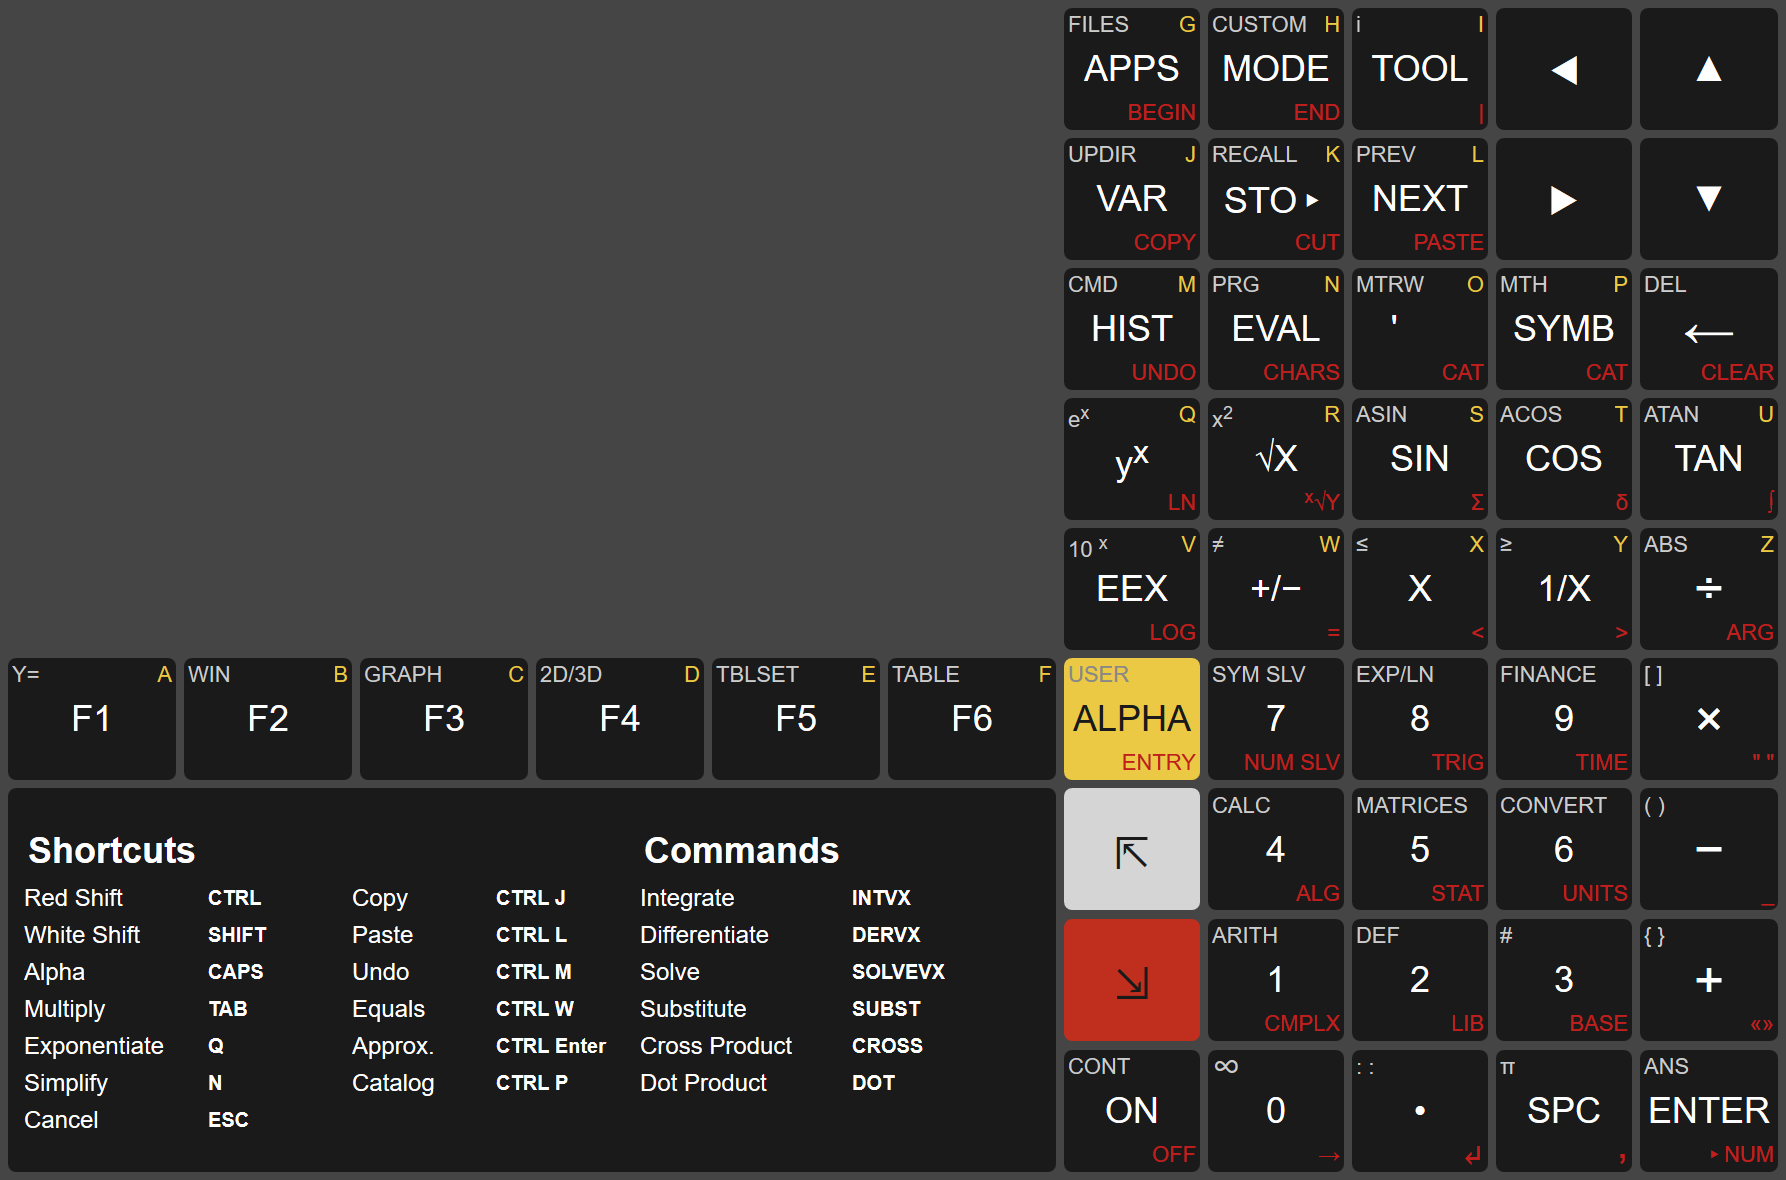 FILES G
APPS
BEGIN
CUSTOM H
MODE
END
i I
TOOL
|
◀
▲
UPDIR J
VAR
COPY
RECALL K
STO ▸
CUT
PREV L
NEXT
PASTE
▶
▼
CMD M
HIST
UNDO
PRG N
EVAL
CHARS
MTRW O
'
CAT
MTH P
SYMB
CAT
DEL
←
CLEAR
eˣ Q
yˣ
LN
x² R
√X
ˣ√Y
ASIN S
SIN
Σ
ACOS T
COS
δ
ATAN U
TAN
∫
10 ˣ V
EEX
LOG
≠ W
+/−
=
≤ X
X
<
≥ Y
1/X
>
ABS Z
÷
ARG
Y= A
F1
WIN B
F2
GRAPH C
F3
2D/3D D
F4
TBLSET E
F5
TABLE F
F6
USER
ALPHA
ENTRY
SYM SLV
7
NUM SLV
EXP/LN
8
TRIG
FINANCE
9
TIME
[ ]
×
" "
⇱
CALC
4
ALG
MATRICES
5
STAT
CONVERT
6
UNITS
( )
−
_
⇲
ARITH
1
CMPLX
DEF
2
LIB
#
3
BASE
{ }
+
«»
CONT
ON
OFF
∞
0
→
: :
•
↲
π
SPC
,
ANS
ENTER
▸ NUM
Shortcuts
Red Shift CTRL
White Shift SHIFT
Alpha CAPS
Multiply TAB
Exponentiate Q
Simplify N
Cancel ESC
Copy CTRL J
Paste CTRL L
Undo CTRL M
Equals CTRL W
Approx. CTRL Enter
Catalog CTRL P
Commands
Integrate INTVX
Differentiate DERVX
Solve SOLVEVX
Substitute SUBST
Cross Product CROSS
Dot Product DOT